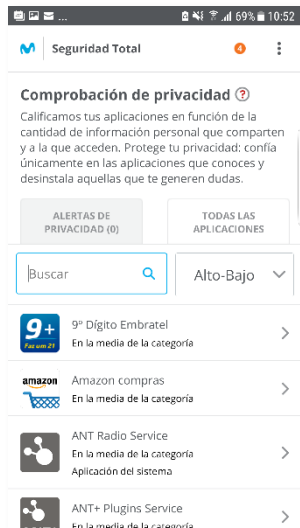 69% 10:52
Seguridad Total
4
Comprobación de privacidad ?
Calificamos tus aplicaciones en función de la
cantidad de información personal que comparten
y a la que acceden. Protege tu privacidad: confía
únicamente en las aplicaciones que conoces y
desinstala aquellas que te generen dudas.
ALERTAS DE
PRIVACIDAD (0)
TODAS LAS
APLICACIONES
Buscar
Alto-Bajo
9+
Faz um 21
9º Dígito Embratel
En la media de la categoría
amazon
Amazon compras
En la media de la categoría
ANT Radio Service
En la media de la categoría
Aplicación del sistema
ANT+ Plugins Service
En la media de la categoría